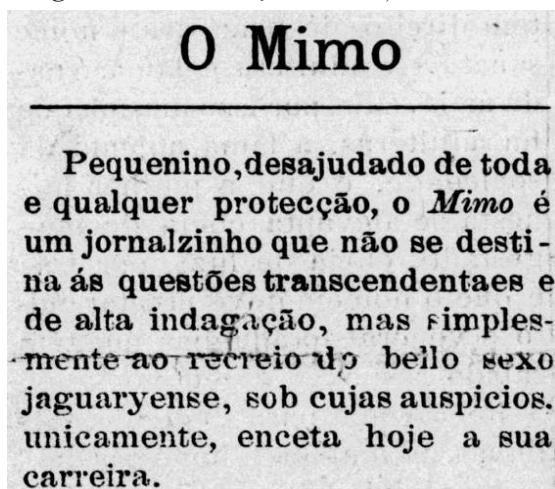 O Mimo
Pequenino,desajudado de toda
e qualquer protecção, o Mimo é
um jornalzinho que não se desti-
na ás questões transcendentaes e
de alta indagação, mas simples-
mente ao recreio do bello sexo
jaguaryense, sob cujas auspicios.
unicamente, enceta hoje a sua
carreira.